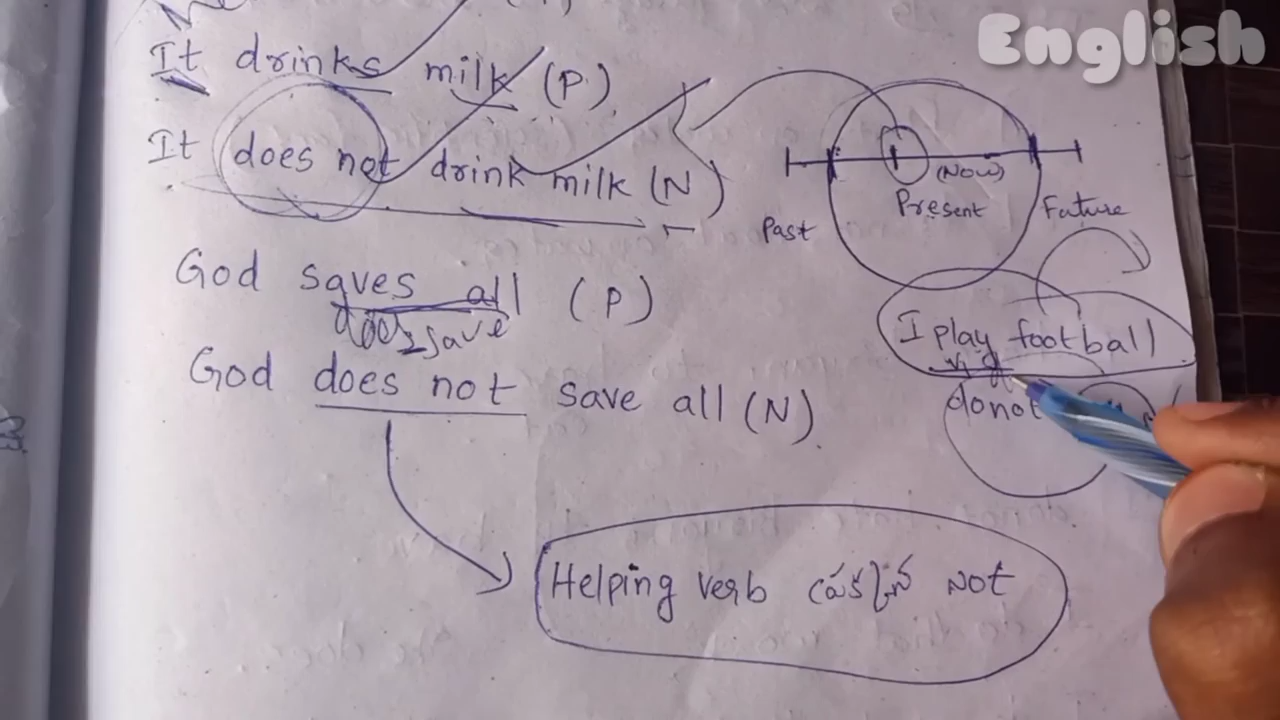 English
It drinks milk (P)
It does not drink milk (N)
(Now)
Present
Past
Future
God saves all (P)
does save
I play football
V1
do not
God does not save all (N)
Helping verb not